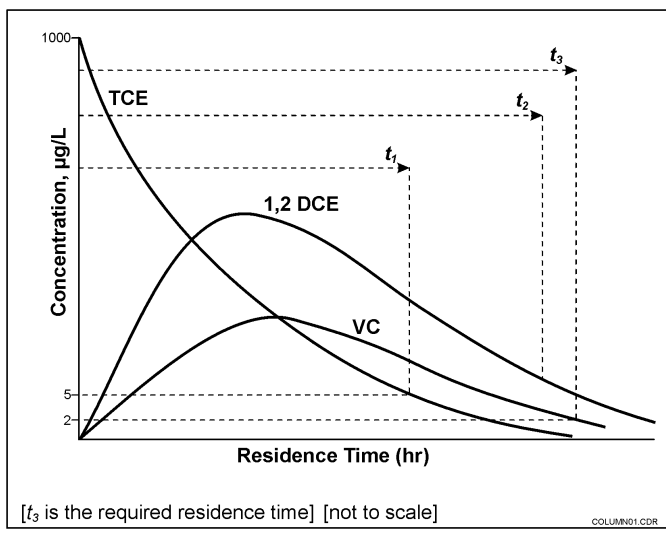 1000
t3
TCE
t2
t1
1,2 DCE
Concentration, µg/L
VC
5
2
Residence Time (hr)
[t3 is the required residence time] [not to scale]
COLUMN01.CDR